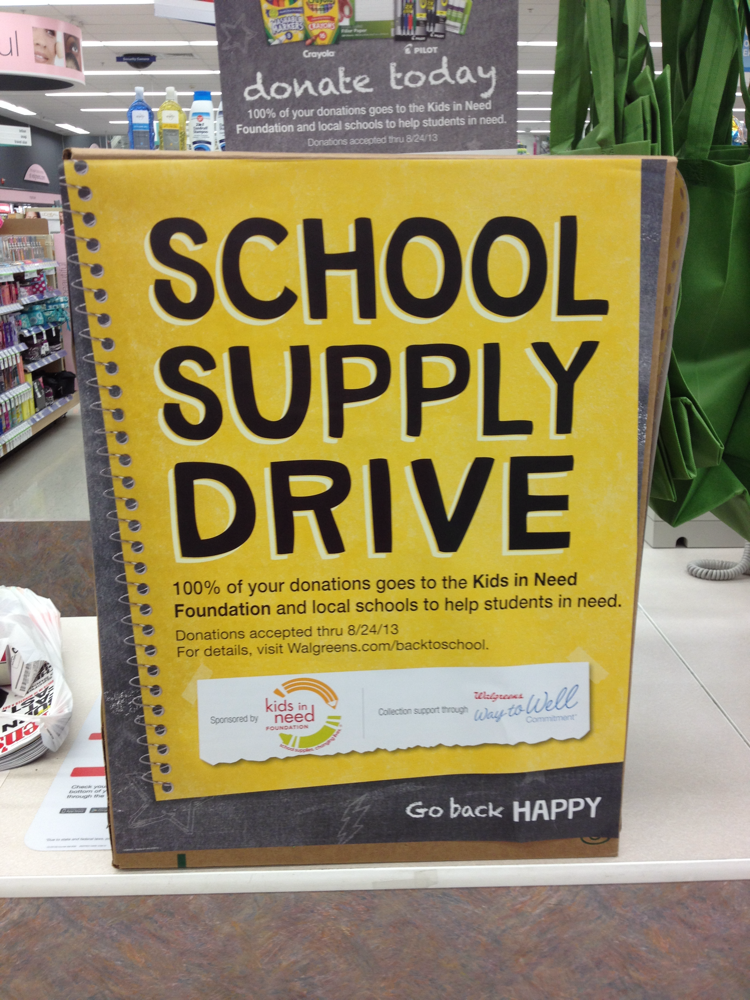 Crayola
PILOT
donate today
100% of your donations goes to the Kids in Need
Foundation and local schools to help students in need.
Donations accepted thru 8/24/13
SCHOOL
SUPPLY
DRIVE
100% of your donations goes to the Kids in Need
Foundation and local schools to help students in need.
Donations accepted thru 8/24/13
For details, visit Walgreens.com/backtoschool.
Sponsored by
kids in
need
FOUNDATION
Collection support through
Walgreens
Way to Well
Commitment
Go back HAPPY